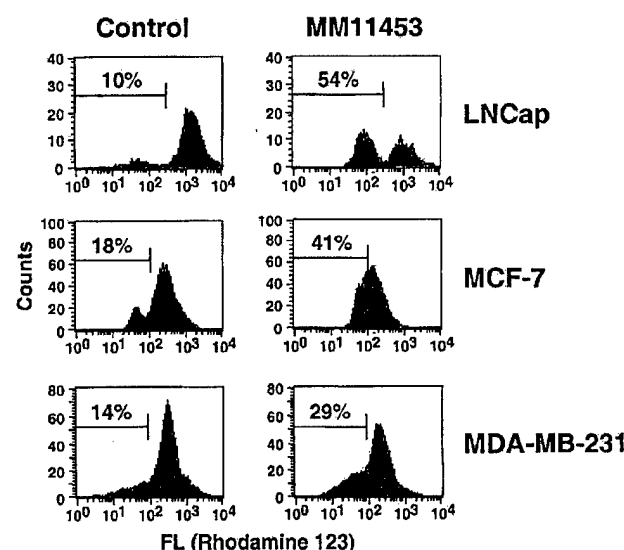 Control MM11453
40 40
30 10% 30 54%
20 20 LNCap
10 10
0 0
10⁰ 10¹ 10² 10³ 10⁴ 10⁰ 10¹ 10² 10³ 10⁴
100 100
80 18% 80 41%
60 60 MCF-7
40 40
20 20
0 0
10⁰ 10¹ 10² 10³ 10⁴ 10⁰ 10¹ 10² 10³ 10⁴
Counts
80 80
60 14% 60 29%
40 40 MDA-MB-231
20 20
0 0
10⁰ 10¹ 10² 10³ 10⁴ 10⁰ 10¹ 10² 10³ 10⁴
FL (Rhodamine 123)